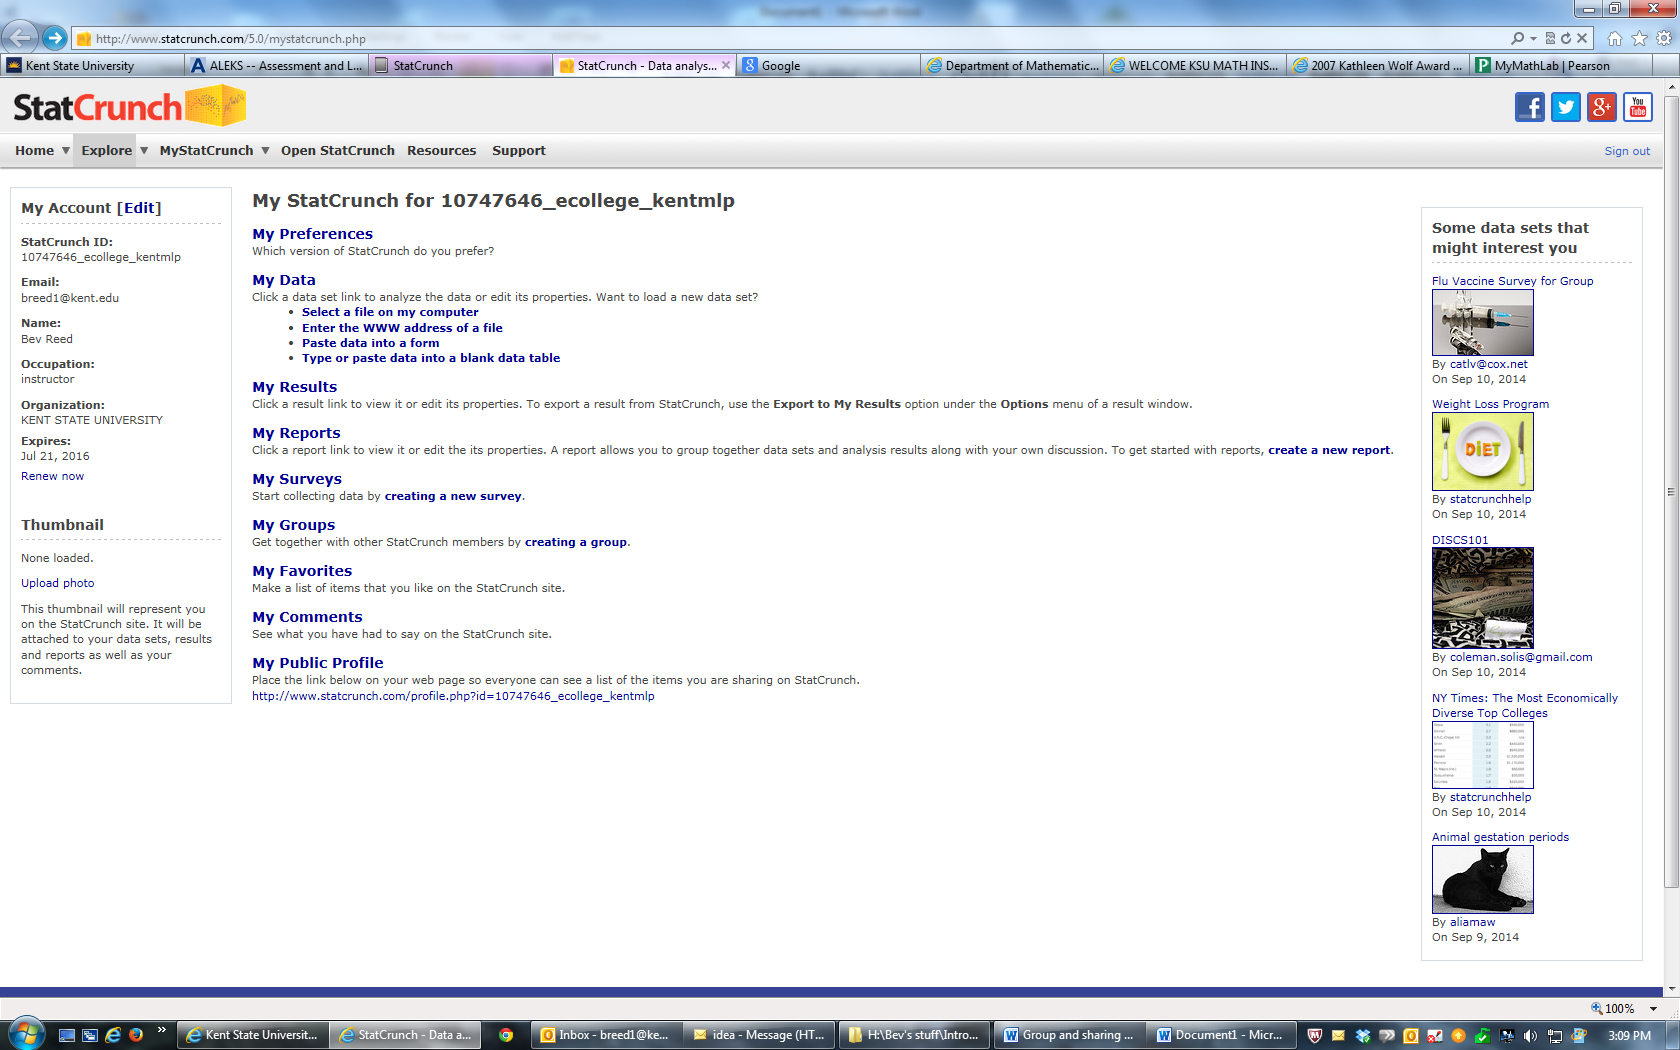 http://www.statcrunch.com/5.0/mystatcrunch.php
Kent State University
ALEKS -- Assessment and L...
StatCrunch
StatCrunch - Data analys...
Google
Department of Mathematic...
WELCOME KSU MATH INS...
2007 Kathleen Wolf Award ...
MyMathLab | Pearson
StatCrunch
Home
Explore
MyStatCrunch
Open StatCrunch
Resources
Support
Sign out
My Account [Edit]
StatCrunch ID:
10747646_ecollege_kentmlp
Email:
breed1@kent.edu
Name:
Bev Reed
Occupation:
instructor
Organization:
KENT STATE UNIVERSITY
Expires:
Jul 21, 2016
Renew now
Thumbnail
None loaded.
Upload photo
This thumbnail will represent you
on the StatCrunch site. It will be
attached to your data sets, results
and reports as well as your
comments.
My StatCrunch for 10747646_ecollege_kentmlp
My Preferences
Which version of StatCrunch do you prefer?
My Data
Click a data set link to analyze the data or edit its properties. Want to load a new data set?
Select a file on my computer
Enter the WWW address of a file
Paste data into a form
Type or paste data into a blank data table
My Results
Click a result link to view it or edit its properties. To export a result from StatCrunch, use the Export to My Results option under the Options menu of a result window.
My Reports
Click a report link to view it or edit the its properties. A report allows you to group together data sets and analysis results along with your own discussion. To get started with reports, create a new report.
My Surveys
Start collecting data by creating a new survey.
My Groups
Get together with other StatCrunch members by creating a group.
My Favorites
Make a list of items that you like on the StatCrunch site.
My Comments
See what you have had to say on the StatCrunch site.
My Public Profile
Place the link below on your web page so everyone can see a list of the items you are sharing on StatCrunch.
http://www.statcrunch.com/profile.php?id=10747646_ecollege_kentmlp
Some data sets that
might interest you
Flu Vaccine Survey for Group
By catlv@cox.net
On Sep 10, 2014
Weight Loss Program
DiET
By statcrunchhelp
On Sep 10, 2014
DISCS101
By coleman.solis@gmail.com
On Sep 10, 2014
NY Times: The Most Economically
Diverse Top Colleges
By statcrunchhelp
On Sep 10, 2014
Animal gestation periods
By aliamaw
On Sep 9, 2014
100%
Kent State Universit...
StatCrunch - Data a...
Inbox - breed1@ke...
idea - Message (HT...
H:\Bev's stuff\Intro...
Group and sharing ...
Document1 - Micr...
3:09 PM